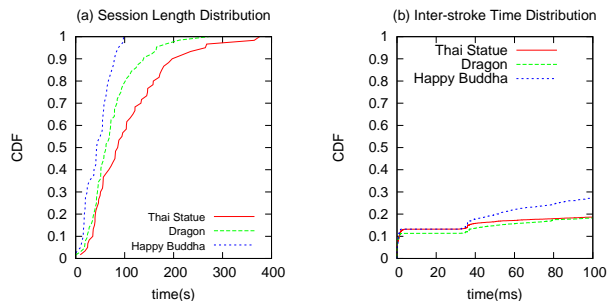 (a) Session Length Distribution
1
0.9
0.8
0.7
0.6
0.5
0.4
0.3
0.2
0.1
0
CDF
Thai Statue
Dragon
Happy Buddha
0 100 200 300 400
time(s)
(b) Inter-stroke Time Distribution
1
0.9
0.8
0.7
0.6
0.5
0.4
0.3
0.2
0.1
0
CDF
Thai Statue
Dragon
Happy Buddha
0 20 40 60 80 100
time(ms)